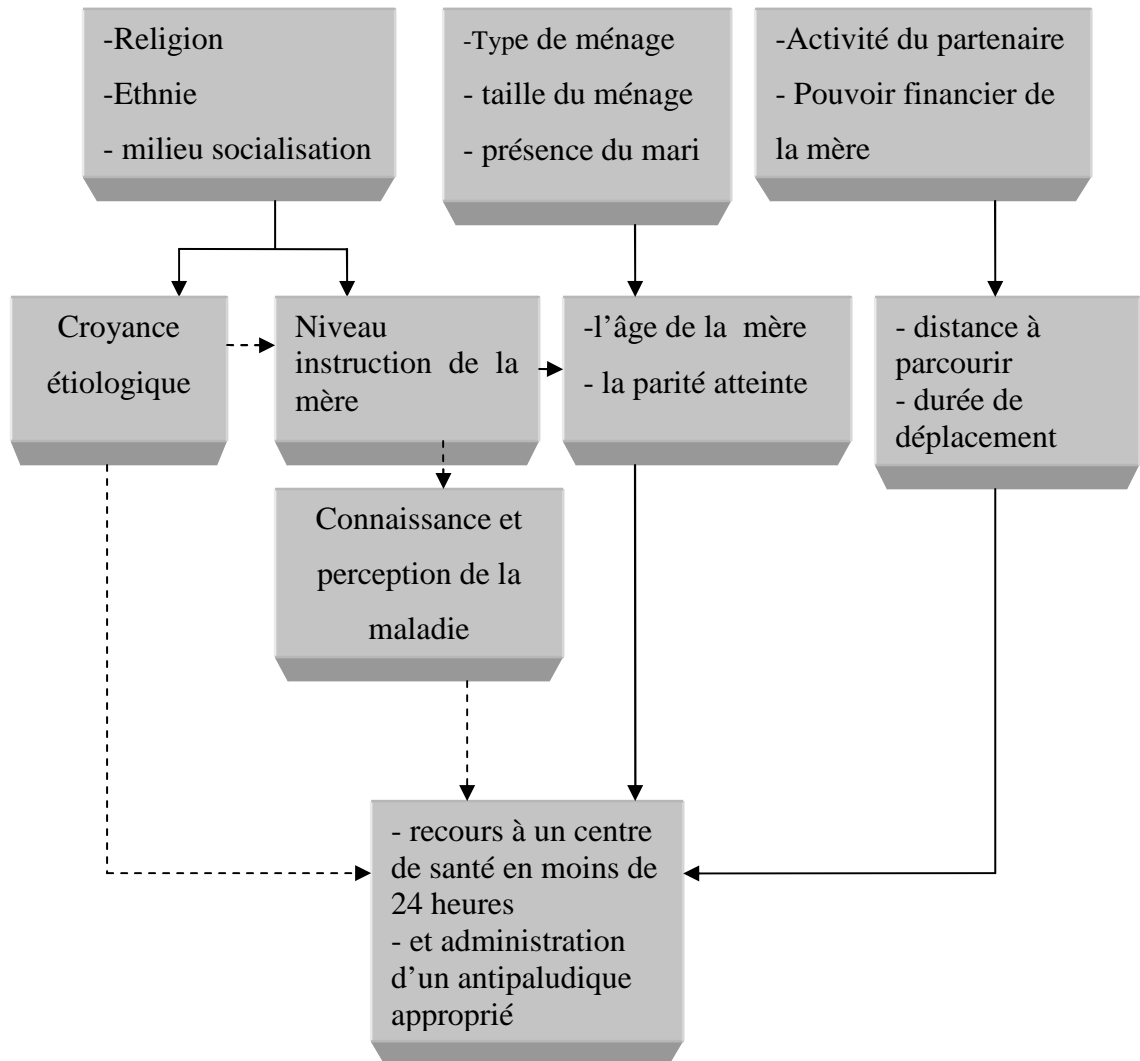 -Religion
-Ethnie
- milieu socialisation
-Type de ménage
- taille du ménage
- présence du mari
-Activité du partenaire
- Pouvoir financier de
la mère
Croyance
étiologique
Niveau
instruction de la
mère
-l’âge de la mère
- la parité atteinte
- distance à
parcourir
- durée de
déplacement
Connaissance et
perception de la
maladie
- recours à un centre
de santé en moins de
24 heures
- et administration
d’un antipaludique
approprié